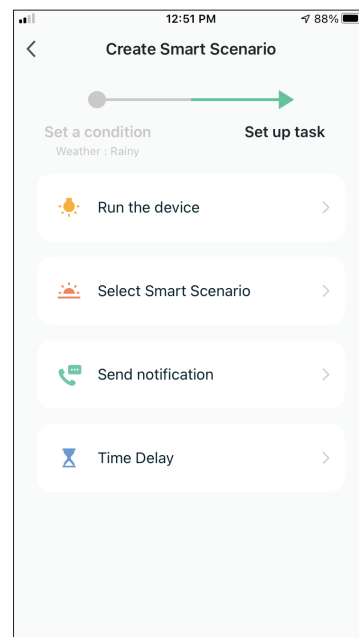 12:51 PM 88%
Create Smart Scenario
Set a condition Set up task
Weather : Rainy
Run the device
Select Smart Scenario
Send notification
Time Delay